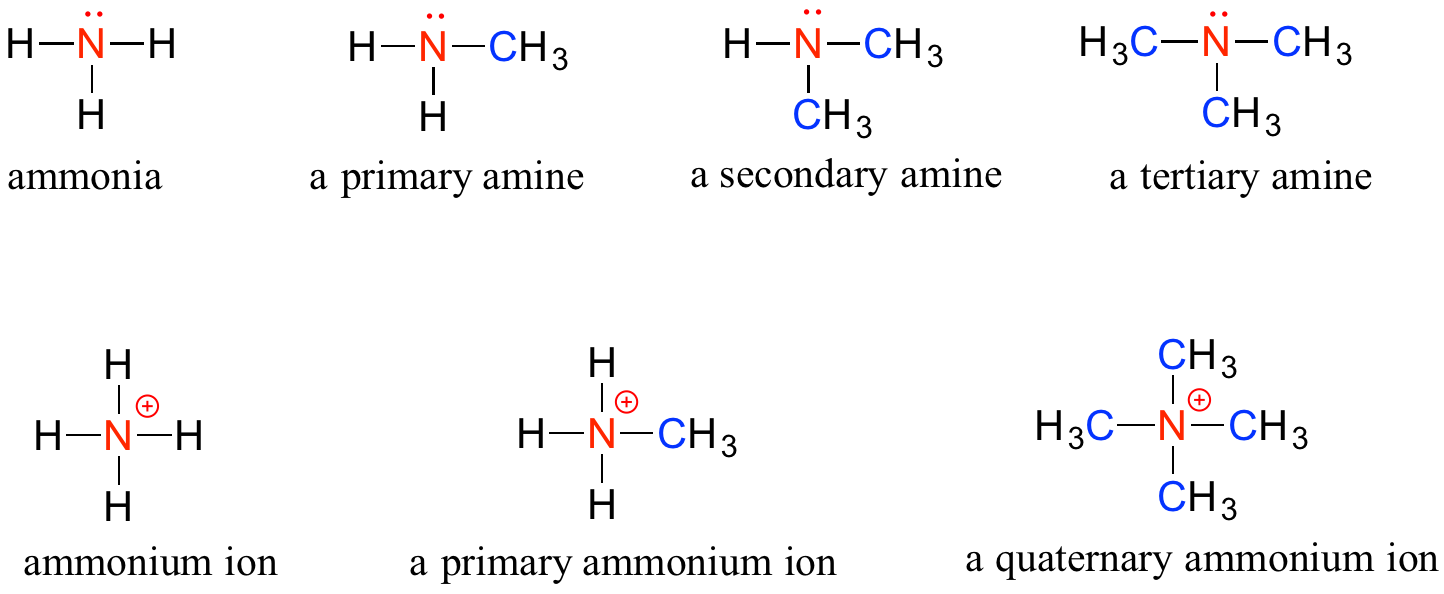 H N H H
H N CH3 H
H N CH3 CH3
H3C N CH3 CH3
ammonia
a primary amine
a secondary amine
a tertiary amine
H H N + H H
H H N + CH3 H
CH3 H3C N + CH3 CH3
ammonium ion
a primary ammonium ion
a quaternary ammonium ion